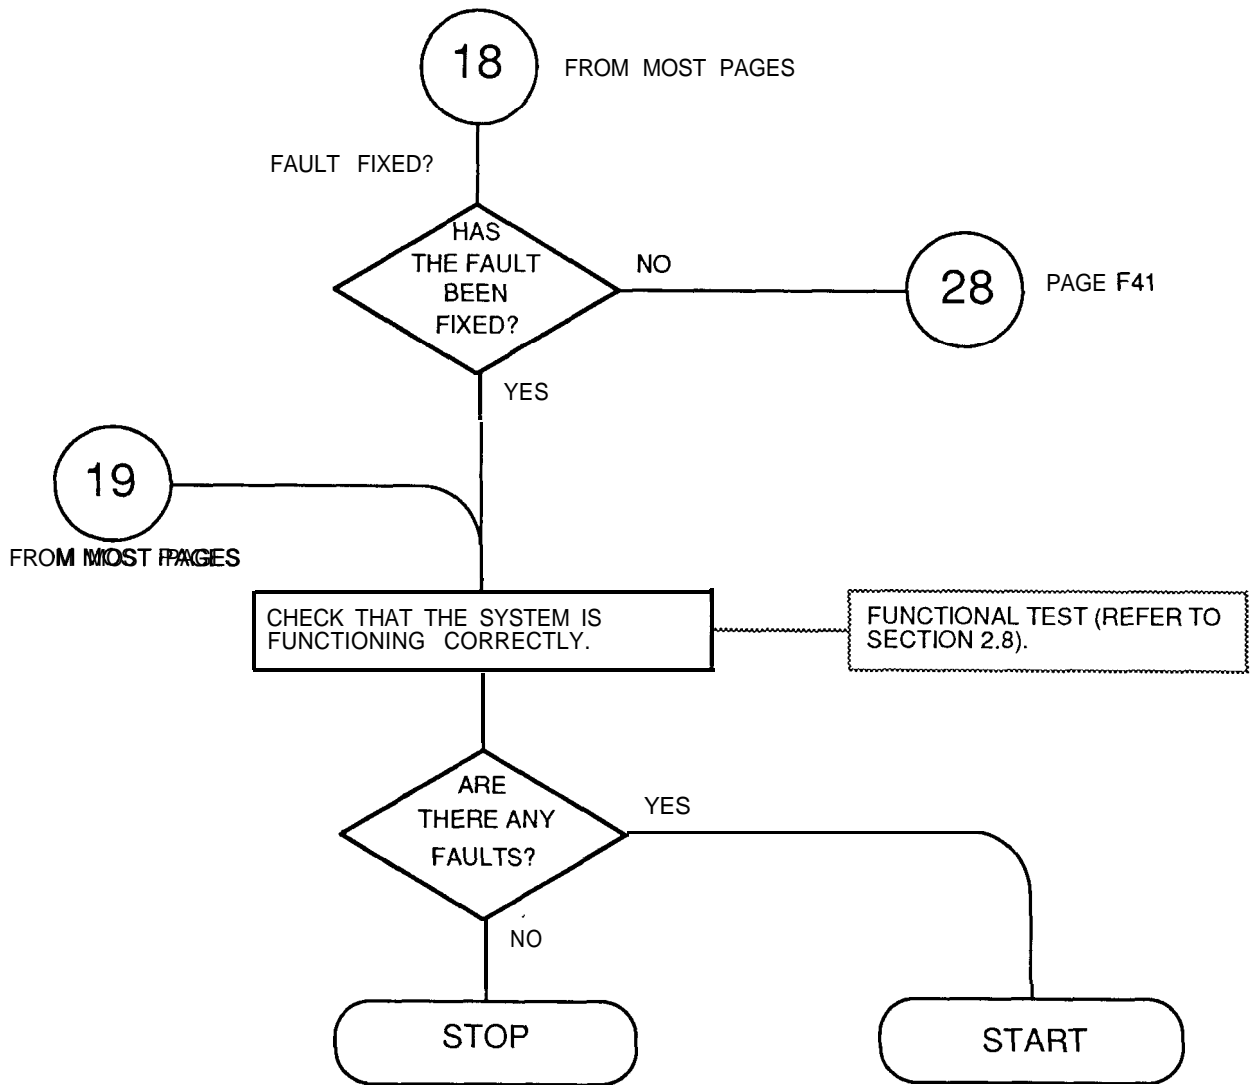 18
FROM MOST PAGES
FAULT FIXED?
HAS
THE FAULT
BEEN
FIXED?
NO
28
PAGE F41
YES
19
FROM MOST PAGES
CHECK THAT THE SYSTEM IS
FUNCTIONING CORRECTLY.
FUNCTIONAL TEST (REFER TO
SECTION 2.8).
ARE
THERE ANY
FAULTS?
YES
NO
STOP
START